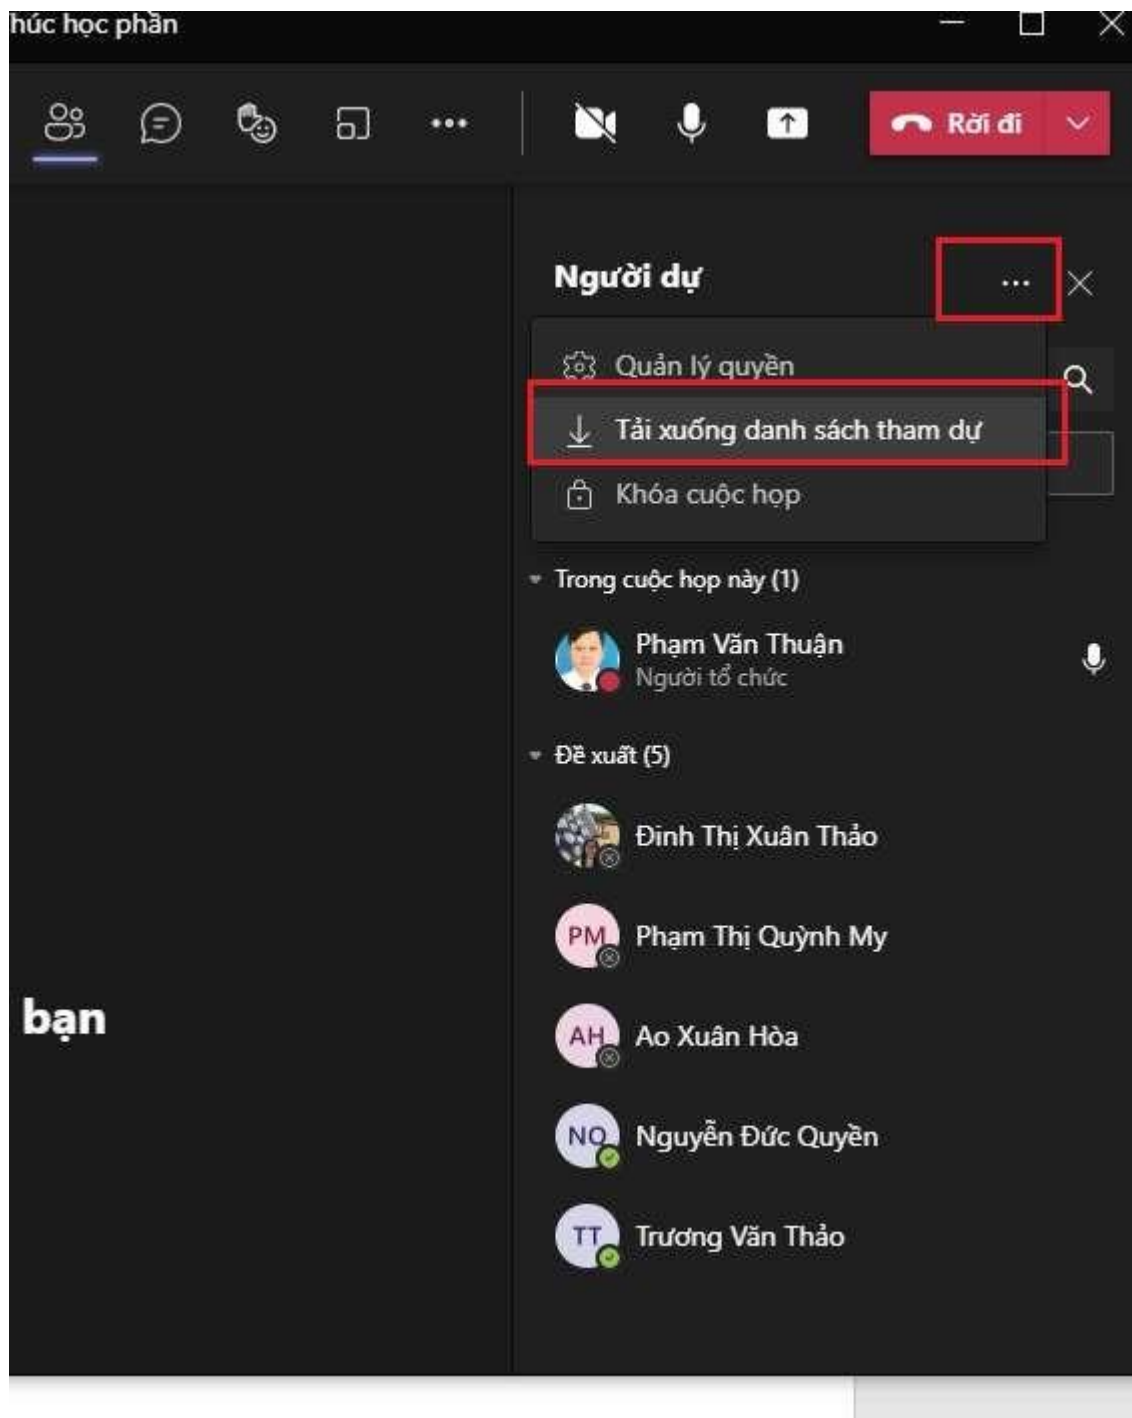 húc học phần
Rời đi
Người dự
Quản lý quyền
Tải xuống danh sách tham dự
Khóa cuộc họp
Trong cuộc họp này (1)
Phạm Văn Thuận
Người tổ chức
Đề xuất (5)
Đinh Thị Xuân Thảo
PM
Phạm Thị Quỳnh My
bạn
AH
Ao Xuân Hòa
NQ
Nguyễn Đức Quyền
TT
Trương Văn Thảo